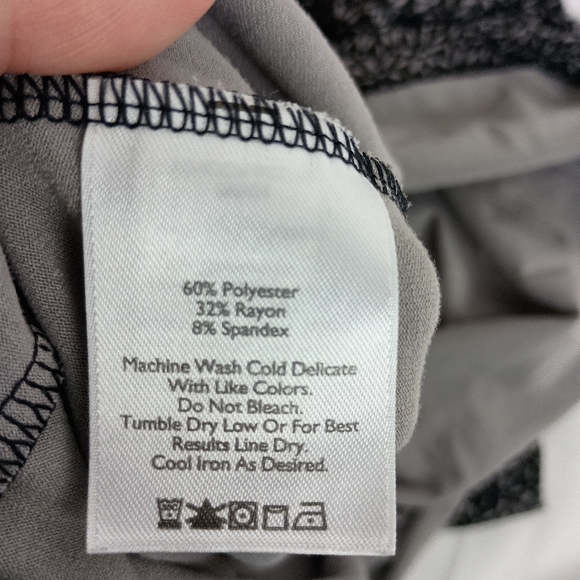 60% Polyester
32% Rayon
8% Spandex
Machine Wash Cold Delicate
With Like Colors.
Do Not Bleach.
Tumble Dry Low Or For Best
Results Line Dry.
Cool Iron As Desired.